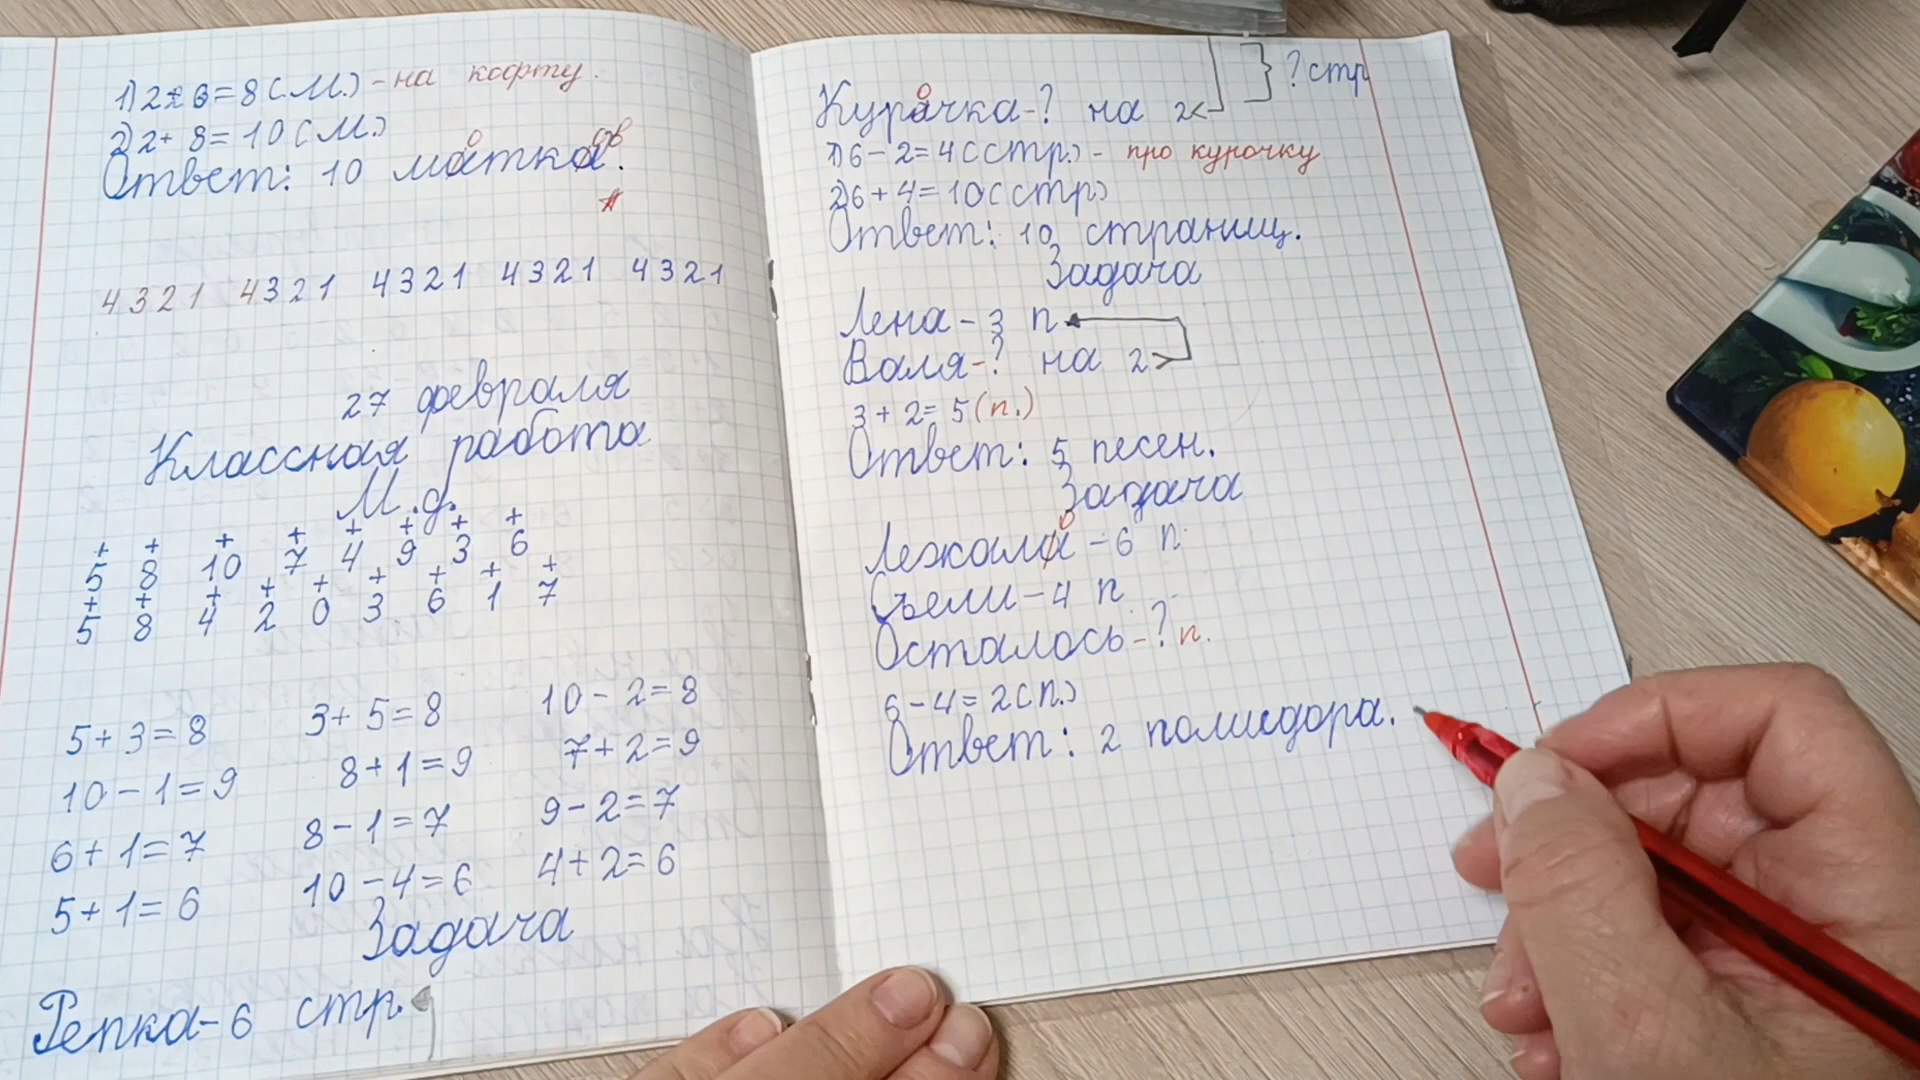 1) 2+6=8(м.) - на кофту.
2) 2+8=10(м.)
Ответ: 10 мотков.
4321 4321 4321 4321 4321
27 февраля
Классная работа
М.д.
+ + + + + + + +
5 8 10 7 4 9 3 6
+ + + + + + + + +
5 8 4 2 0 3 6 1 7
5+3=8 3+5=8 10-2=8
10-1=9 8+1=9 7+2=9
6+1=7 8-1=7 9-2=7
5+1=6 10-4=6 4+2=6
Задача
Репка-6 стр.
? стр
Курочка-? на 2<
1) 6-2=4(стр.) - про курочку
2) 6+4=10(стр)
Ответ: 10 страниц.
Задача
Лена-3 п
Валя-? на 2>
3+2=5(п.)
Ответ: 5 песен.
Задача
Лежало-6 п
Съели-4 п
Осталось-? п.
6-4=2(п.)
Ответ: 2 помидора.